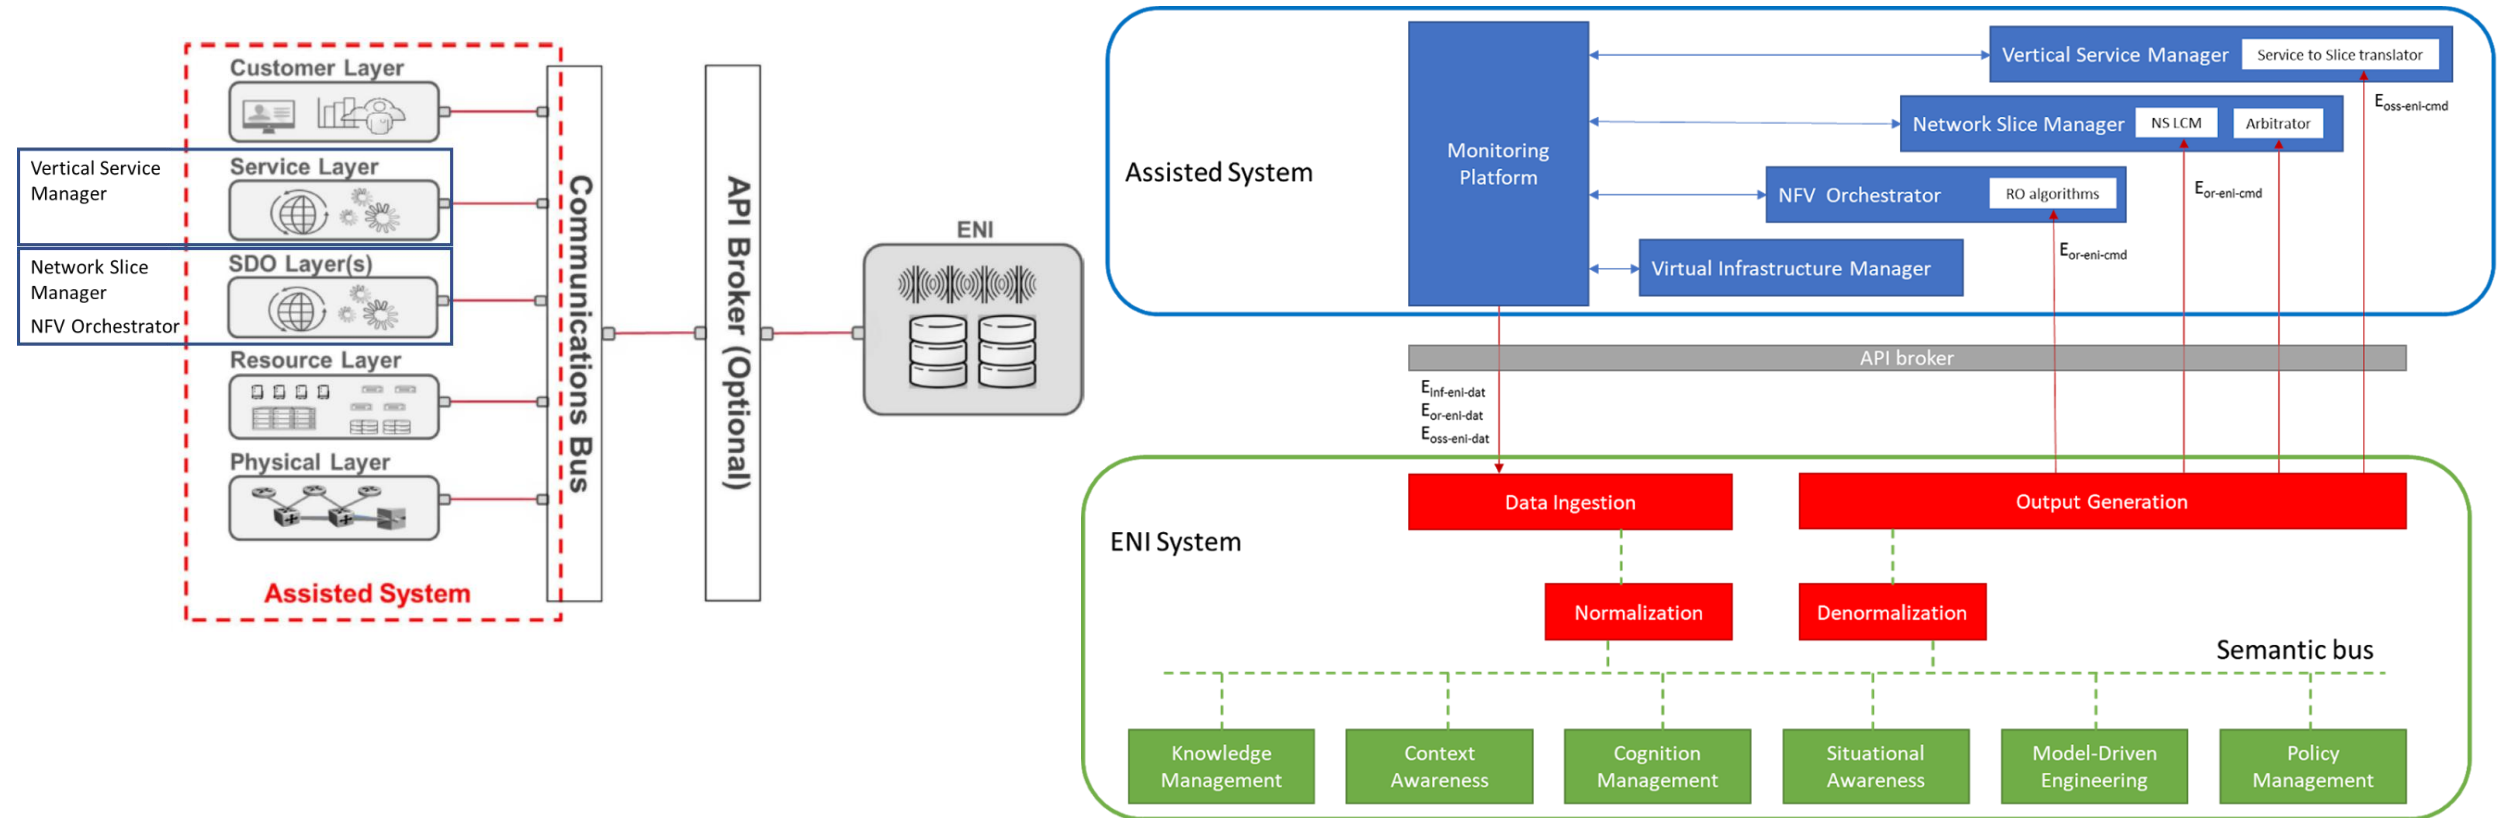 Customer Layer
Vertical Service
Manager
Service Layer
Network Slice
Manager
NFV Orchestrator
SDO Layer(s)
Resource Layer
Physical Layer
Assisted System
Communications Bus
API Broker (Optional)
ENI
Assisted System
Monitoring
Platform
Vertical Service Manager
Service to Slice translator
Eoss-eni-cmd
Network Slice Manager
NS LCM
Arbitrator
Eor-eni-cmd
NFV Orchestrator
RO algorithms
Eor-eni-cmd
Virtual Infrastructure Manager
API broker
Einf-eni-dat
Eor-eni-dat
Eoss-eni-dat
ENI System
Data Ingestion
Output Generation
Normalization
Denormalization
Semantic bus
Knowledge
Management
Context
Awareness
Cognition
Management
Situational
Awareness
Model-Driven
Engineering
Policy
Management